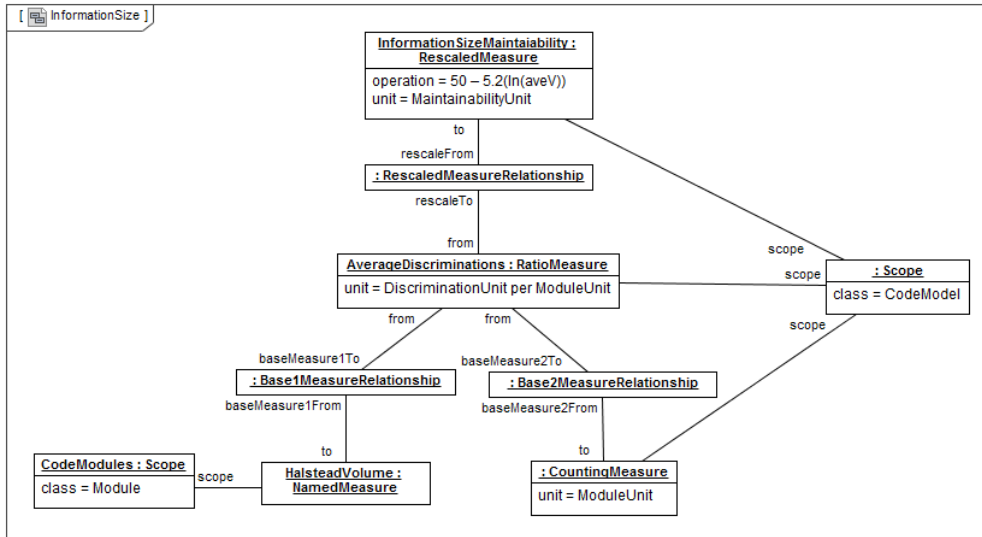 [ InformationSize ]
InformationSizeMaintaiability :
RescaledMeasure
operation = 50 – 5.2(ln(aveV))
unit = MaintainabilityUnit
to
rescaleFrom
: RescaledMeasureRelationship
rescaleTo
from
scope
AverageDiscriminations : RatioMeasure
unit = DiscriminationUnit per ModuleUnit
scope
: Scope
class = CodeModel
from
from
scope
baseMeasure1To
baseMeasure2To
: Base1MeasureRelationship
: Base2MeasureRelationship
baseMeasure1From
baseMeasure2From
to
to
CodeModules : Scope
class = Module
scope
HalsteadVolume :
NamedMeasure
: CountingMeasure
unit = ModuleUnit